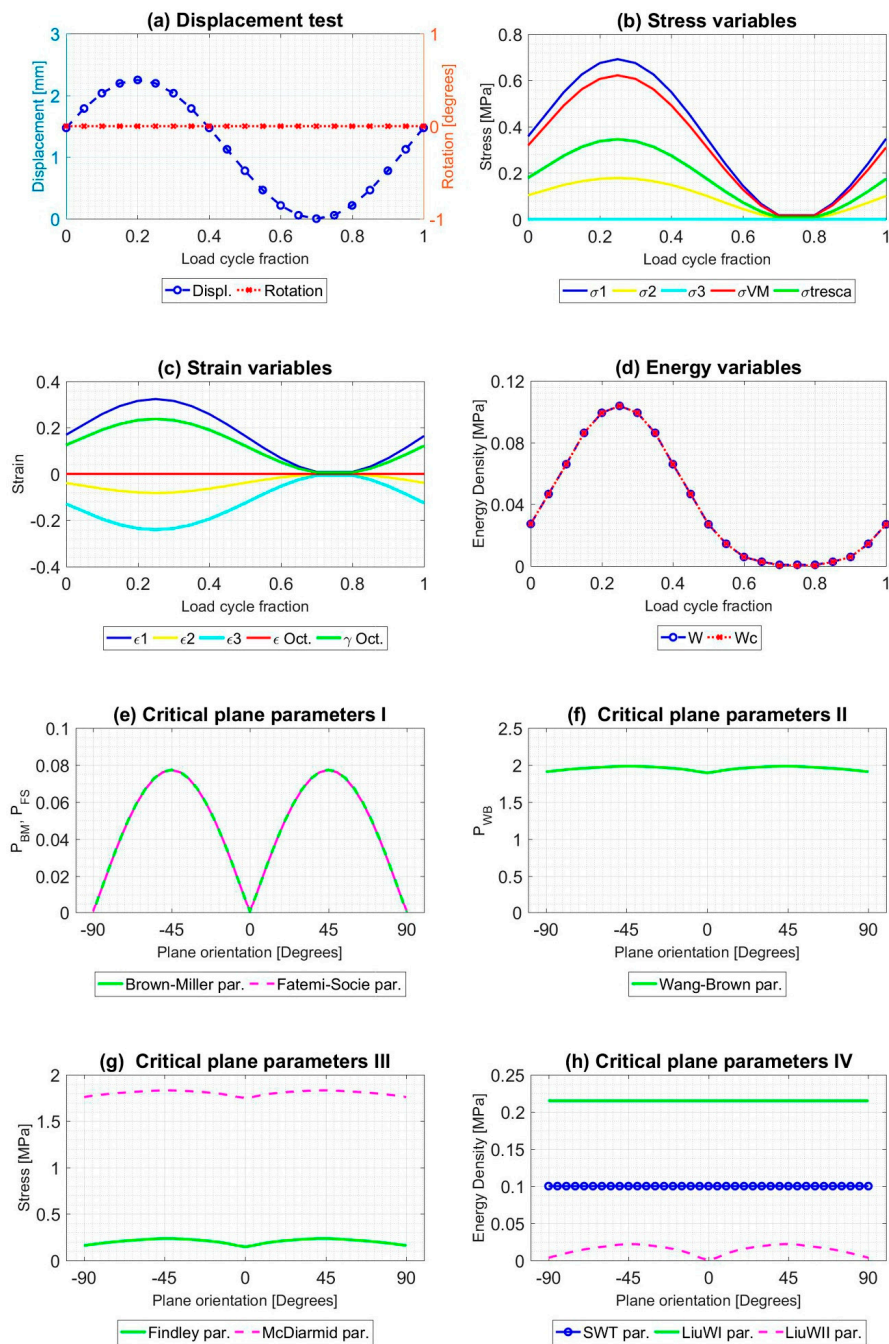 (a) Displacement test
Displacement [mm]
3
2
1
0
1
0
-1
Rotation [degrees]
0 0.2 0.4 0.6 0.8 1
Load cycle fraction
Displ. Rotation
(b) Stress variables
Stress [MPa]
0.8
0.6
0.4
0.2
0
0 0.2 0.4 0.6 0.8 1
Load cycle fraction
σ1 σ2 σ3 σVM σtresca
(c) Strain variables
Strain
0.4
0.2
0
-0.2
-0.4
0 0.2 0.4 0.6 0.8 1
Load cycle fraction
ϵ1 ϵ2 ϵ3 ϵ Oct. γ Oct.
(d) Energy variables
Energy Density [MPa]
0.12
0.08
0.04
0
0 0.2 0.4 0.6 0.8 1
Load cycle fraction
W Wc
(e) Critical plane parameters I
P_BM, P_FS
0.1
0.08
0.06
0.04
0.02
0
-90 -45 0 45 90
Plane orientation [Degrees]
Brown-Miller par. Fatemi-Socie par.
(f) Critical plane parameters II
P_WB
2.5
2
1.5
1
0.5
0
-90 -45 0 45 90
Plane orientation [Degrees]
Wang-Brown par.
(g) Critical plane parameters III
Stress [MPa]
2
1.5
1
0.5
0
-90 -45 0 45 90
Plane orientation [Degrees]
Findley par. McDiarmid par.
(h) Critical plane parameters IV
Energy Density [MPa]
0.25
0.2
0.15
0.1
0.05
0
-90 -45 0 45 90
Plane orientation [Degrees]
SWT par. LiuWI par. LiuWII par.